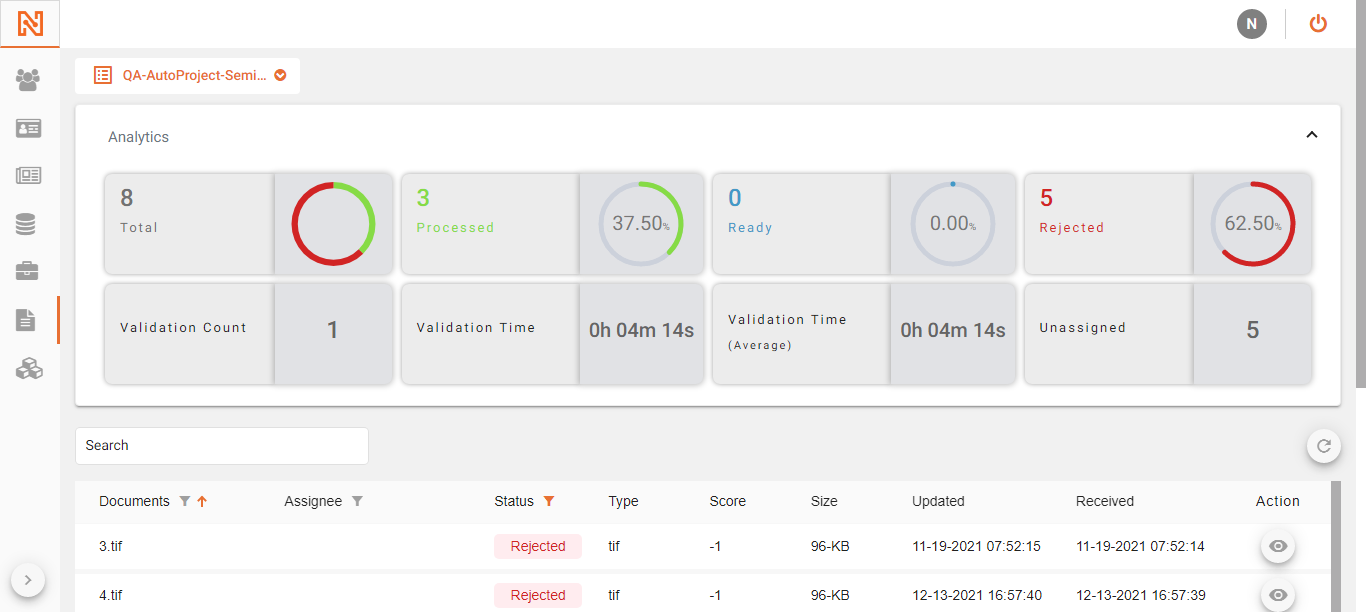 N
QA-AutoProject-Semi...
Analytics
8
Total
3
Processed
37.50%
0
Ready
0.00%
5
Rejected
62.50%
Validation Count
1
Validation Time
0h 04m 14s
Validation Time
(Average)
0h 04m 14s
Unassigned
5
Search
Documents Assignee Status Type Score Size Updated Received Action
3.tif Rejected tif -1 96-KB 11-19-2021 07:52:15 11-19-2021 07:52:14
4.tif Rejected tif -1 96-KB 12-13-2021 16:57:40 12-13-2021 16:57:39